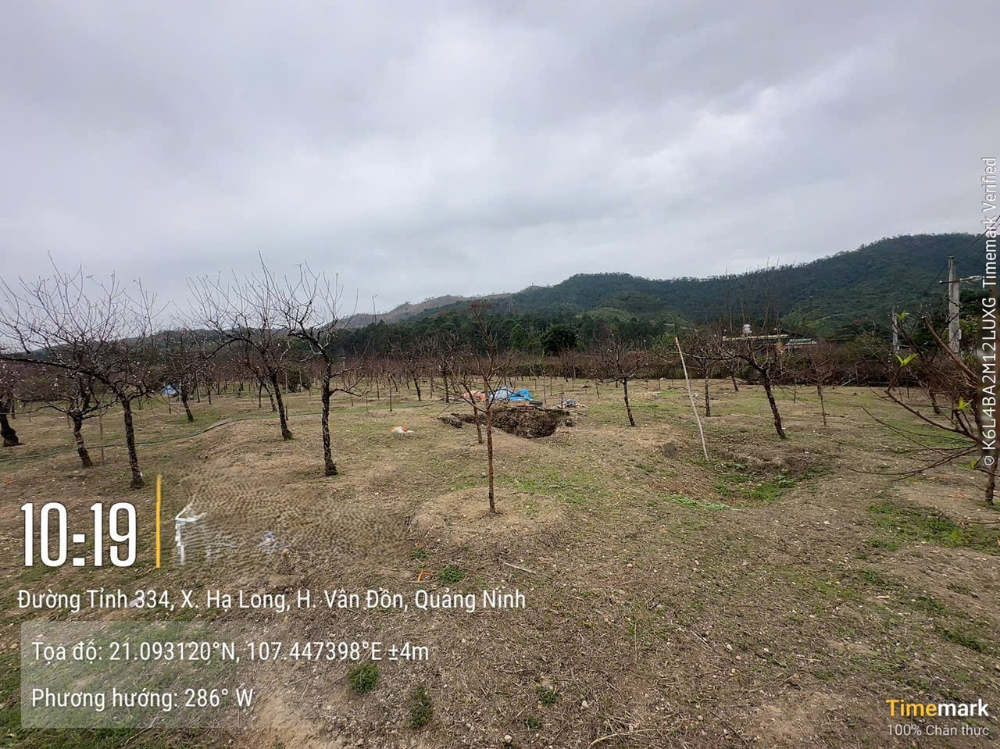 10:19
Đường Tỉnh 334, X. Hạ Long, H. Vân Đồn, Quảng Ninh
Tọa độ: 21.093120°N, 107.447398°E ±4m
Phương hướng: 286° W
© K6L4BA2M12LUXG Timemark Verified
Timemark
100% Chân thực